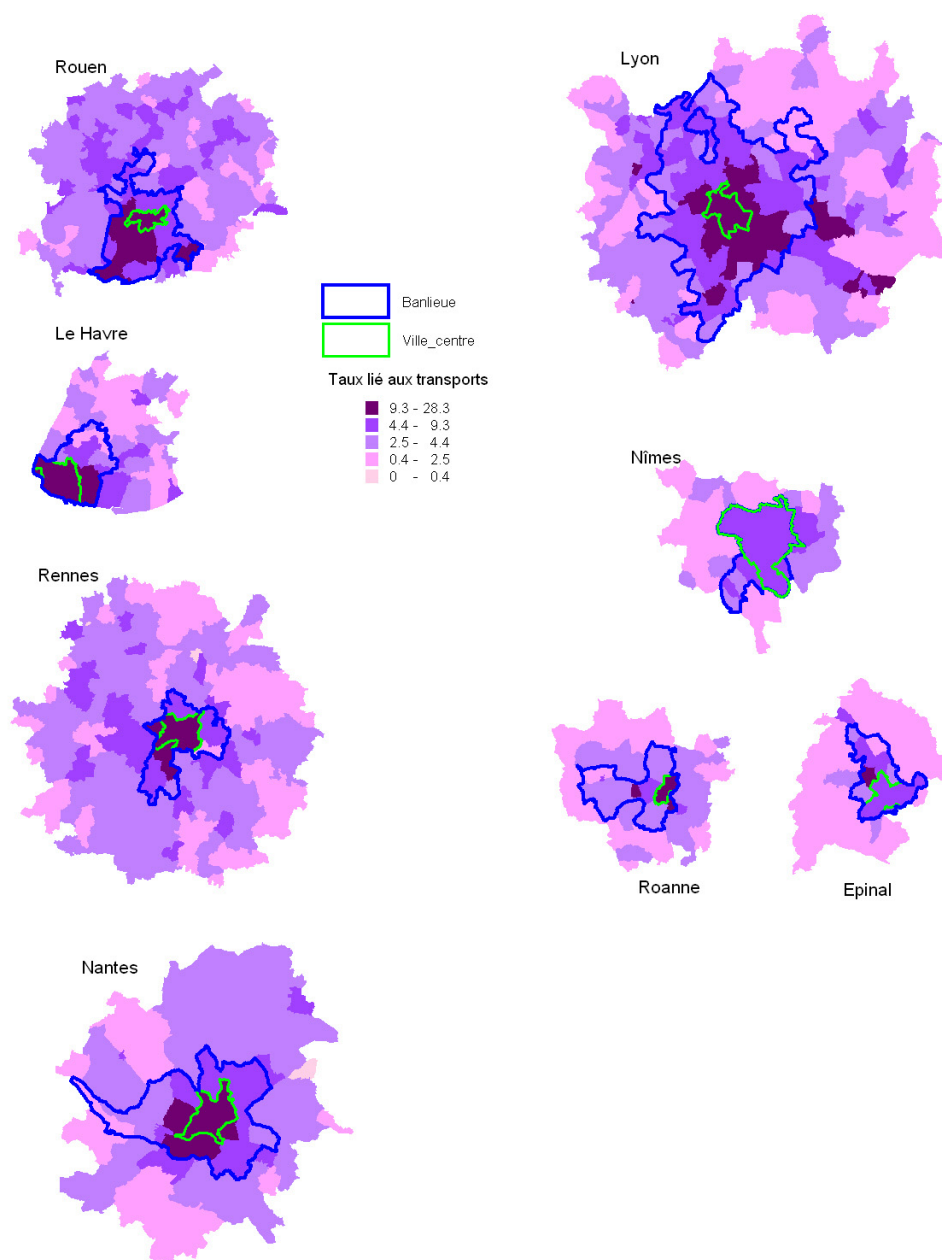 Rouen
Lyon
Banlieue
Ville_centre
Le Havre
Taux lié aux transports
9.3 - 28.3
4.4 - 9.3
2.5 - 4.4
0.4 - 2.5
0 - 0.4
Nîmes
Rennes
Roanne
Epinal
Nantes